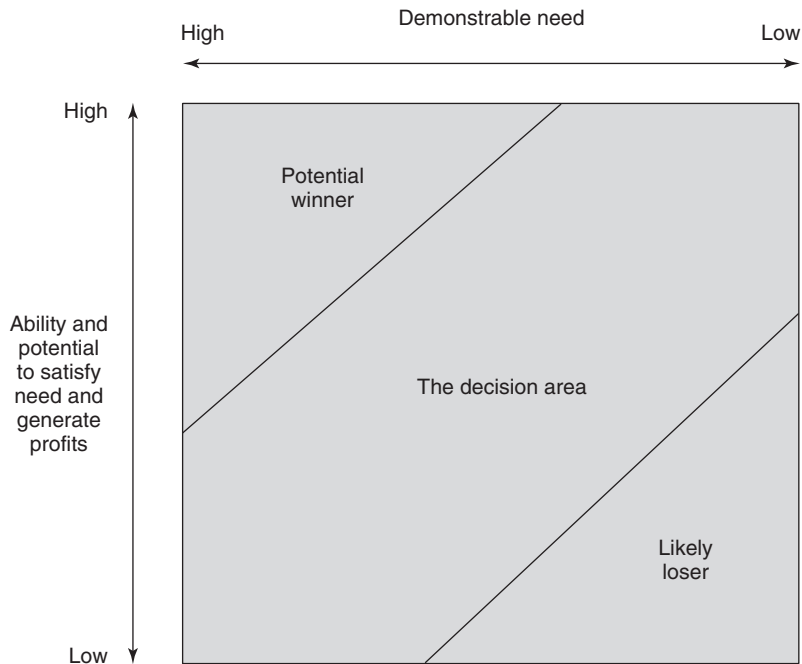 Demonstrable need
High
Low
High
Potential
winner
Ability and
potential
to satisfy
need and
generate
profits
The decision area
Likely
loser
Low